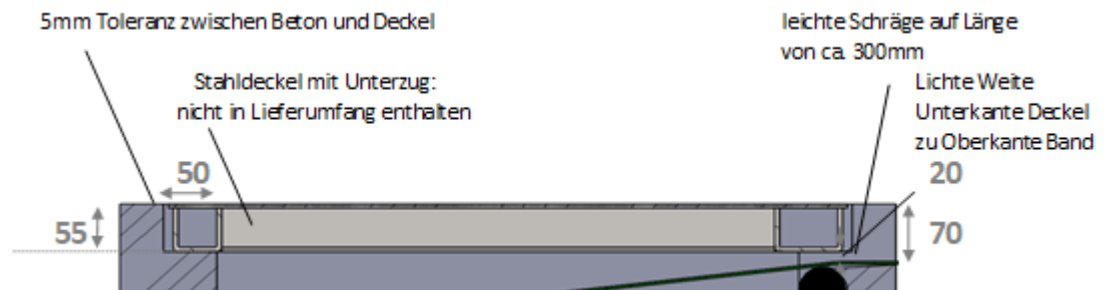 5mm Toleranz zwischen Beton und Deckel
leichte Schräge auf Länge
von ca. 300mm
Stahldeckel mit Unterzug:
nicht in Lieferumfang enthalten
Lichte Weite
Unterkante Deckel
zu Oberkante Band
50
20
55
70